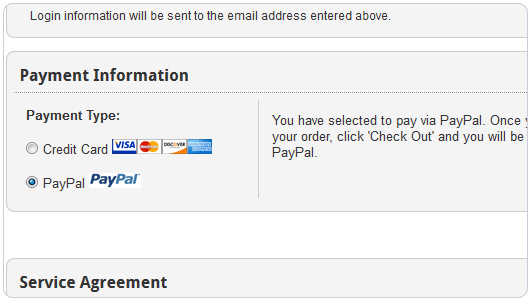 Login information will be sent to the email address entered above.
Payment Information
Payment Type:
Credit Card VISA MasterCard DISCOVER AMERICAN EXPRESS
PayPal PayPal
You have selected to pay via PayPal. Once
your order, click 'Check Out' and you will be
PayPal.
Service Agreement